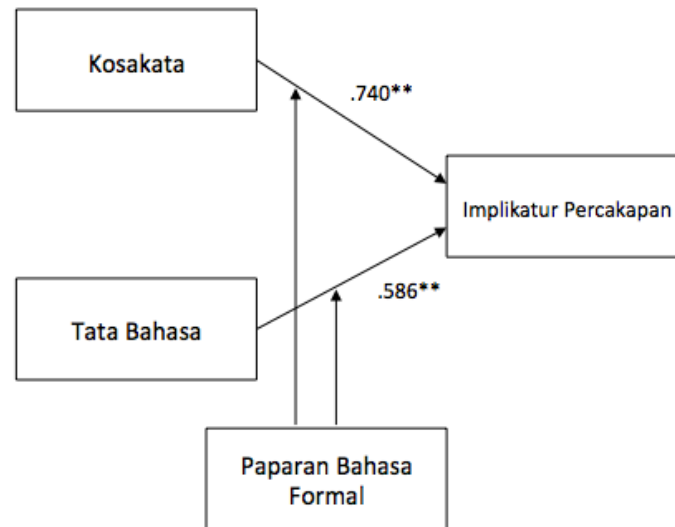 Kosakata
.740**
Implikatur Percakapan
.586**
Tata Bahasa
Paparan Bahasa
Formal